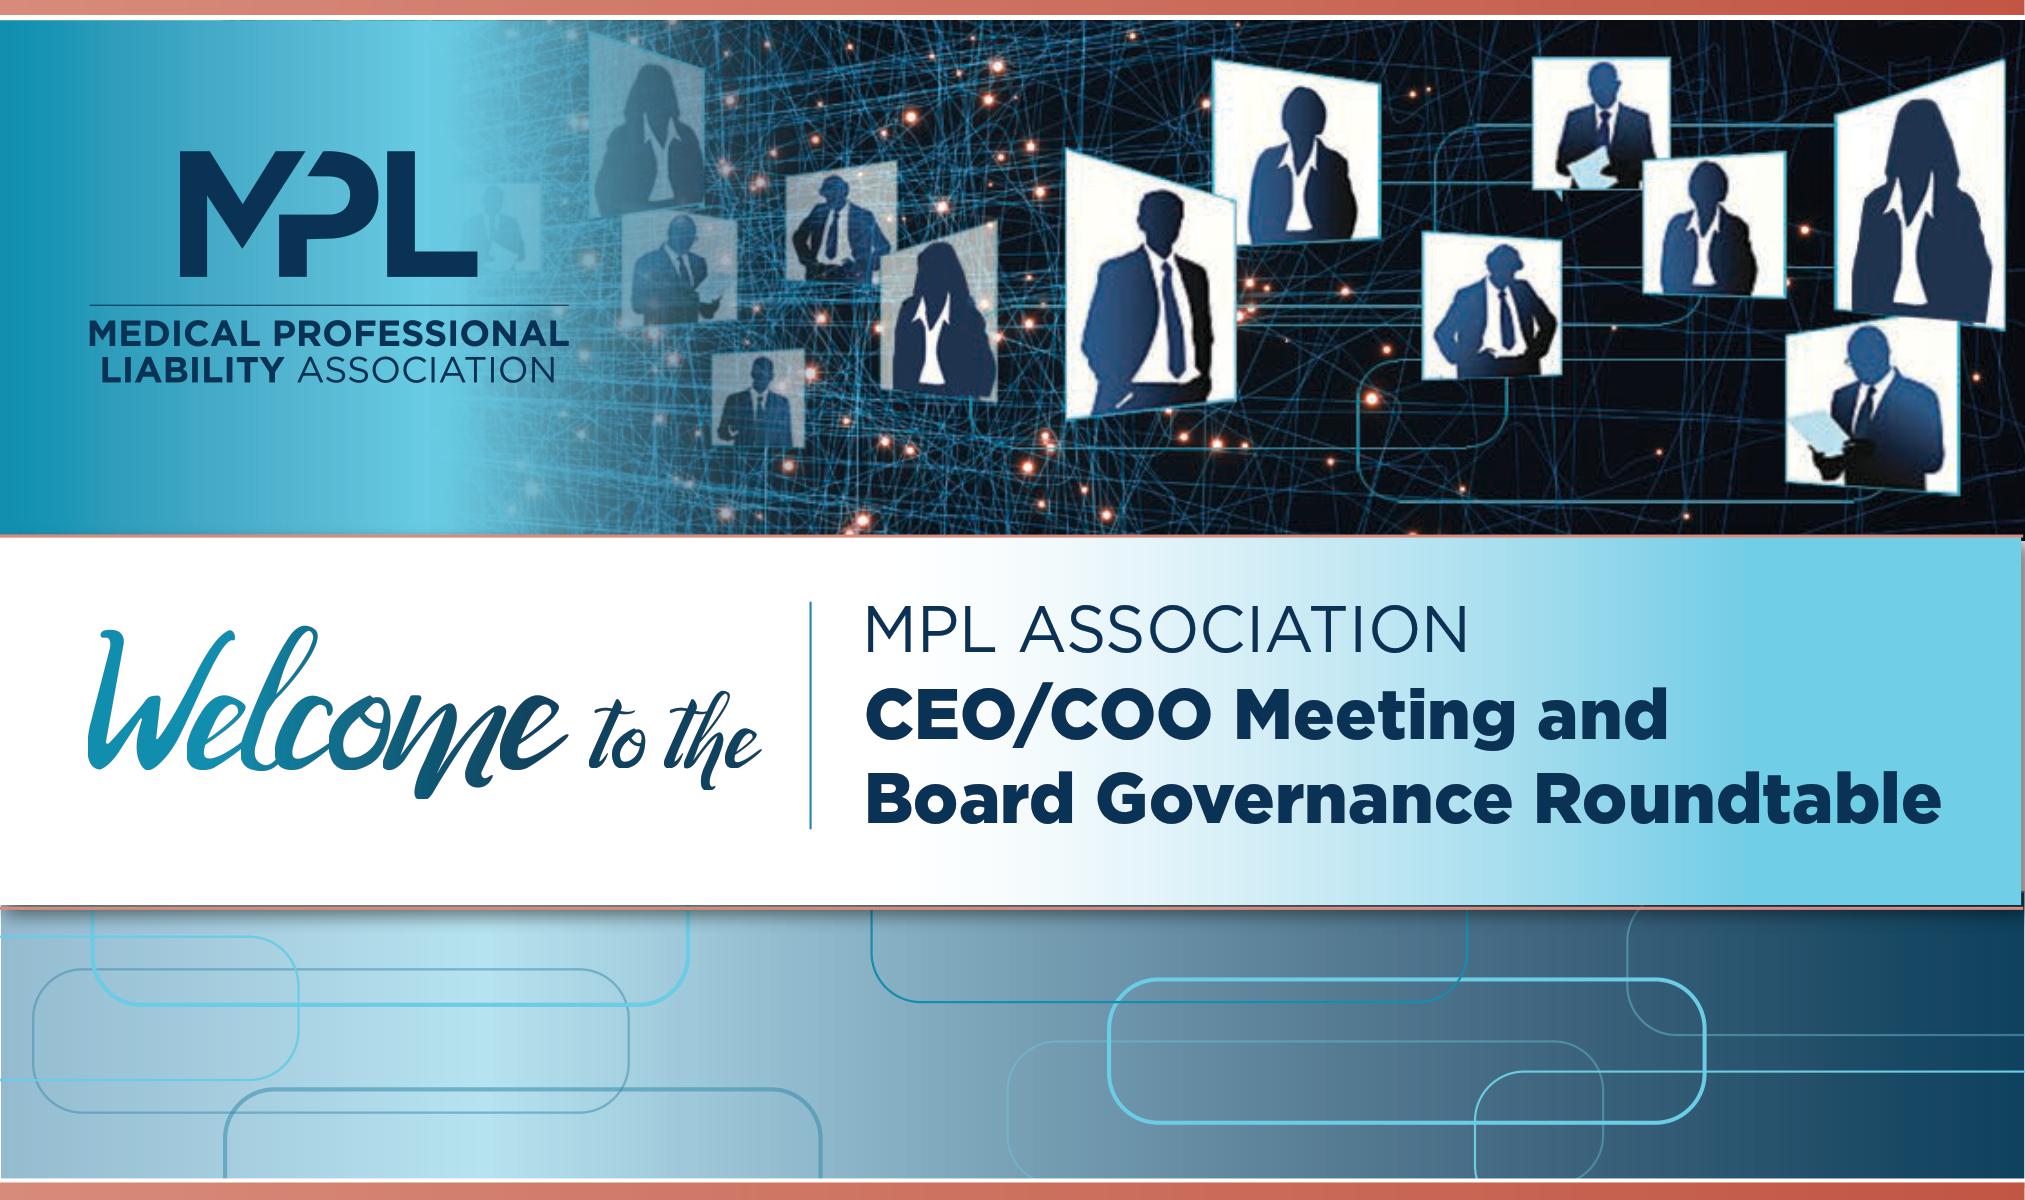 MPL
MEDICAL PROFESSIONAL
LIABILITY ASSOCIATION
Welcome to the
MPL ASSOCIATION
CEO/COO Meeting and
Board Governance Roundtable